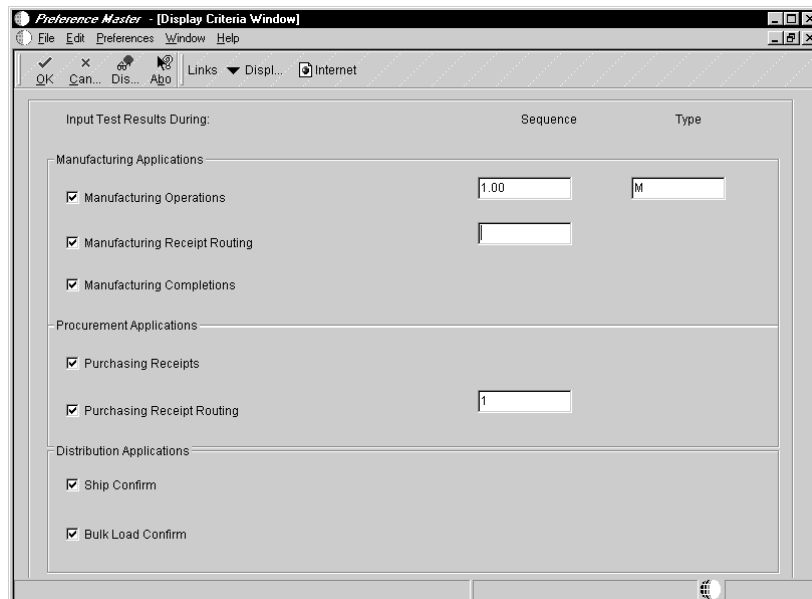 Preference Master - [Display Criteria Window]
File Edit Preferences Window Help
OK Can... Dis... Abo Links Displ... Internet
Input Test Results During: Sequence Type
Manufacturing Applications
Manufacturing Operations 1.00 M
Manufacturing Receipt Routing
Manufacturing Completions
Procurement Applications
Purchasing Receipts
Purchasing Receipt Routing 1
Distribution Applications
Ship Confirm
Bulk Load Confirm